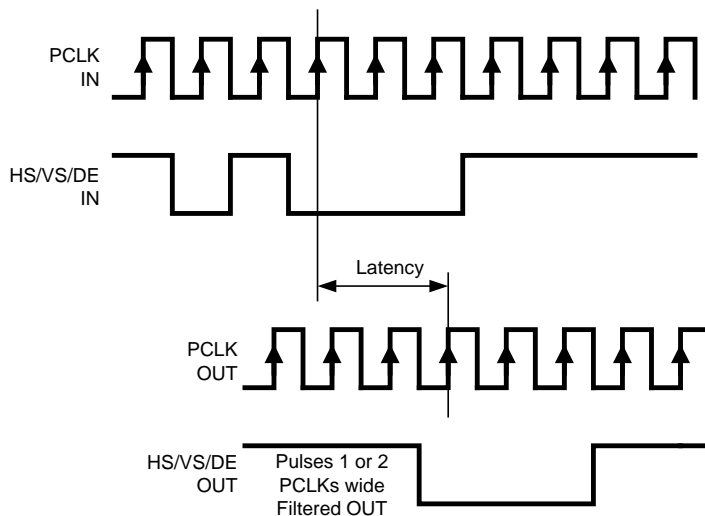 PCLK
IN
HS/VS/DE
IN
Latency
PCLK
OUT
HS/VS/DE
OUT
Pulses 1 or 2
PCLKs wide
Filtered OUT